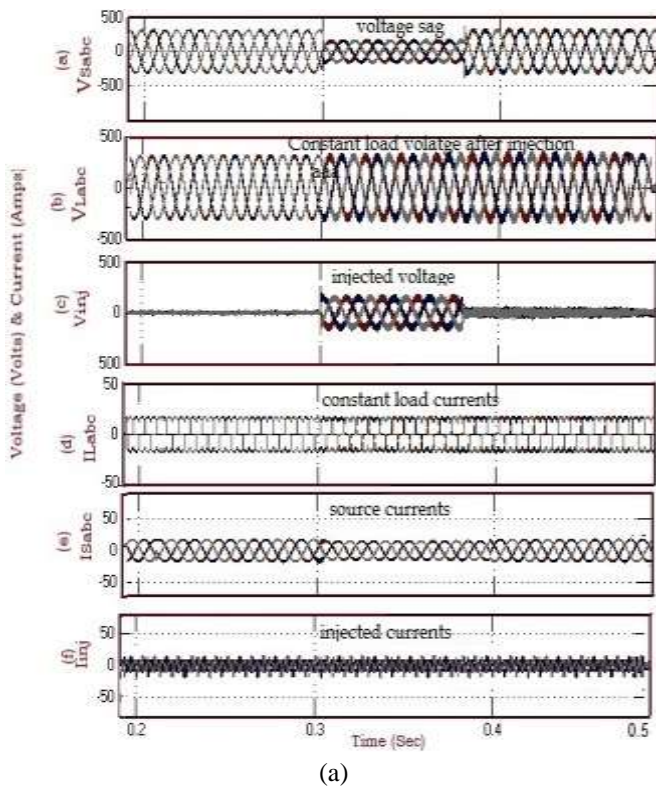 Voltage (Volts) & Current (Amps)
(a)
VSabc
500
0
-500
voltage sag
(b)
VLabc
500
0
-500
Constant load volatge after injection
aaa
(c)
Vinj
500
0
500
injected voltage
(d)
ILabc
50
0
-50
constant load currents
(e)
ISabc
50
0
-50
source currents
(f)
Iinj
50
0
-50
injected currents
0.2
0.3
0.4
0.5
Time (Sec)
(a)